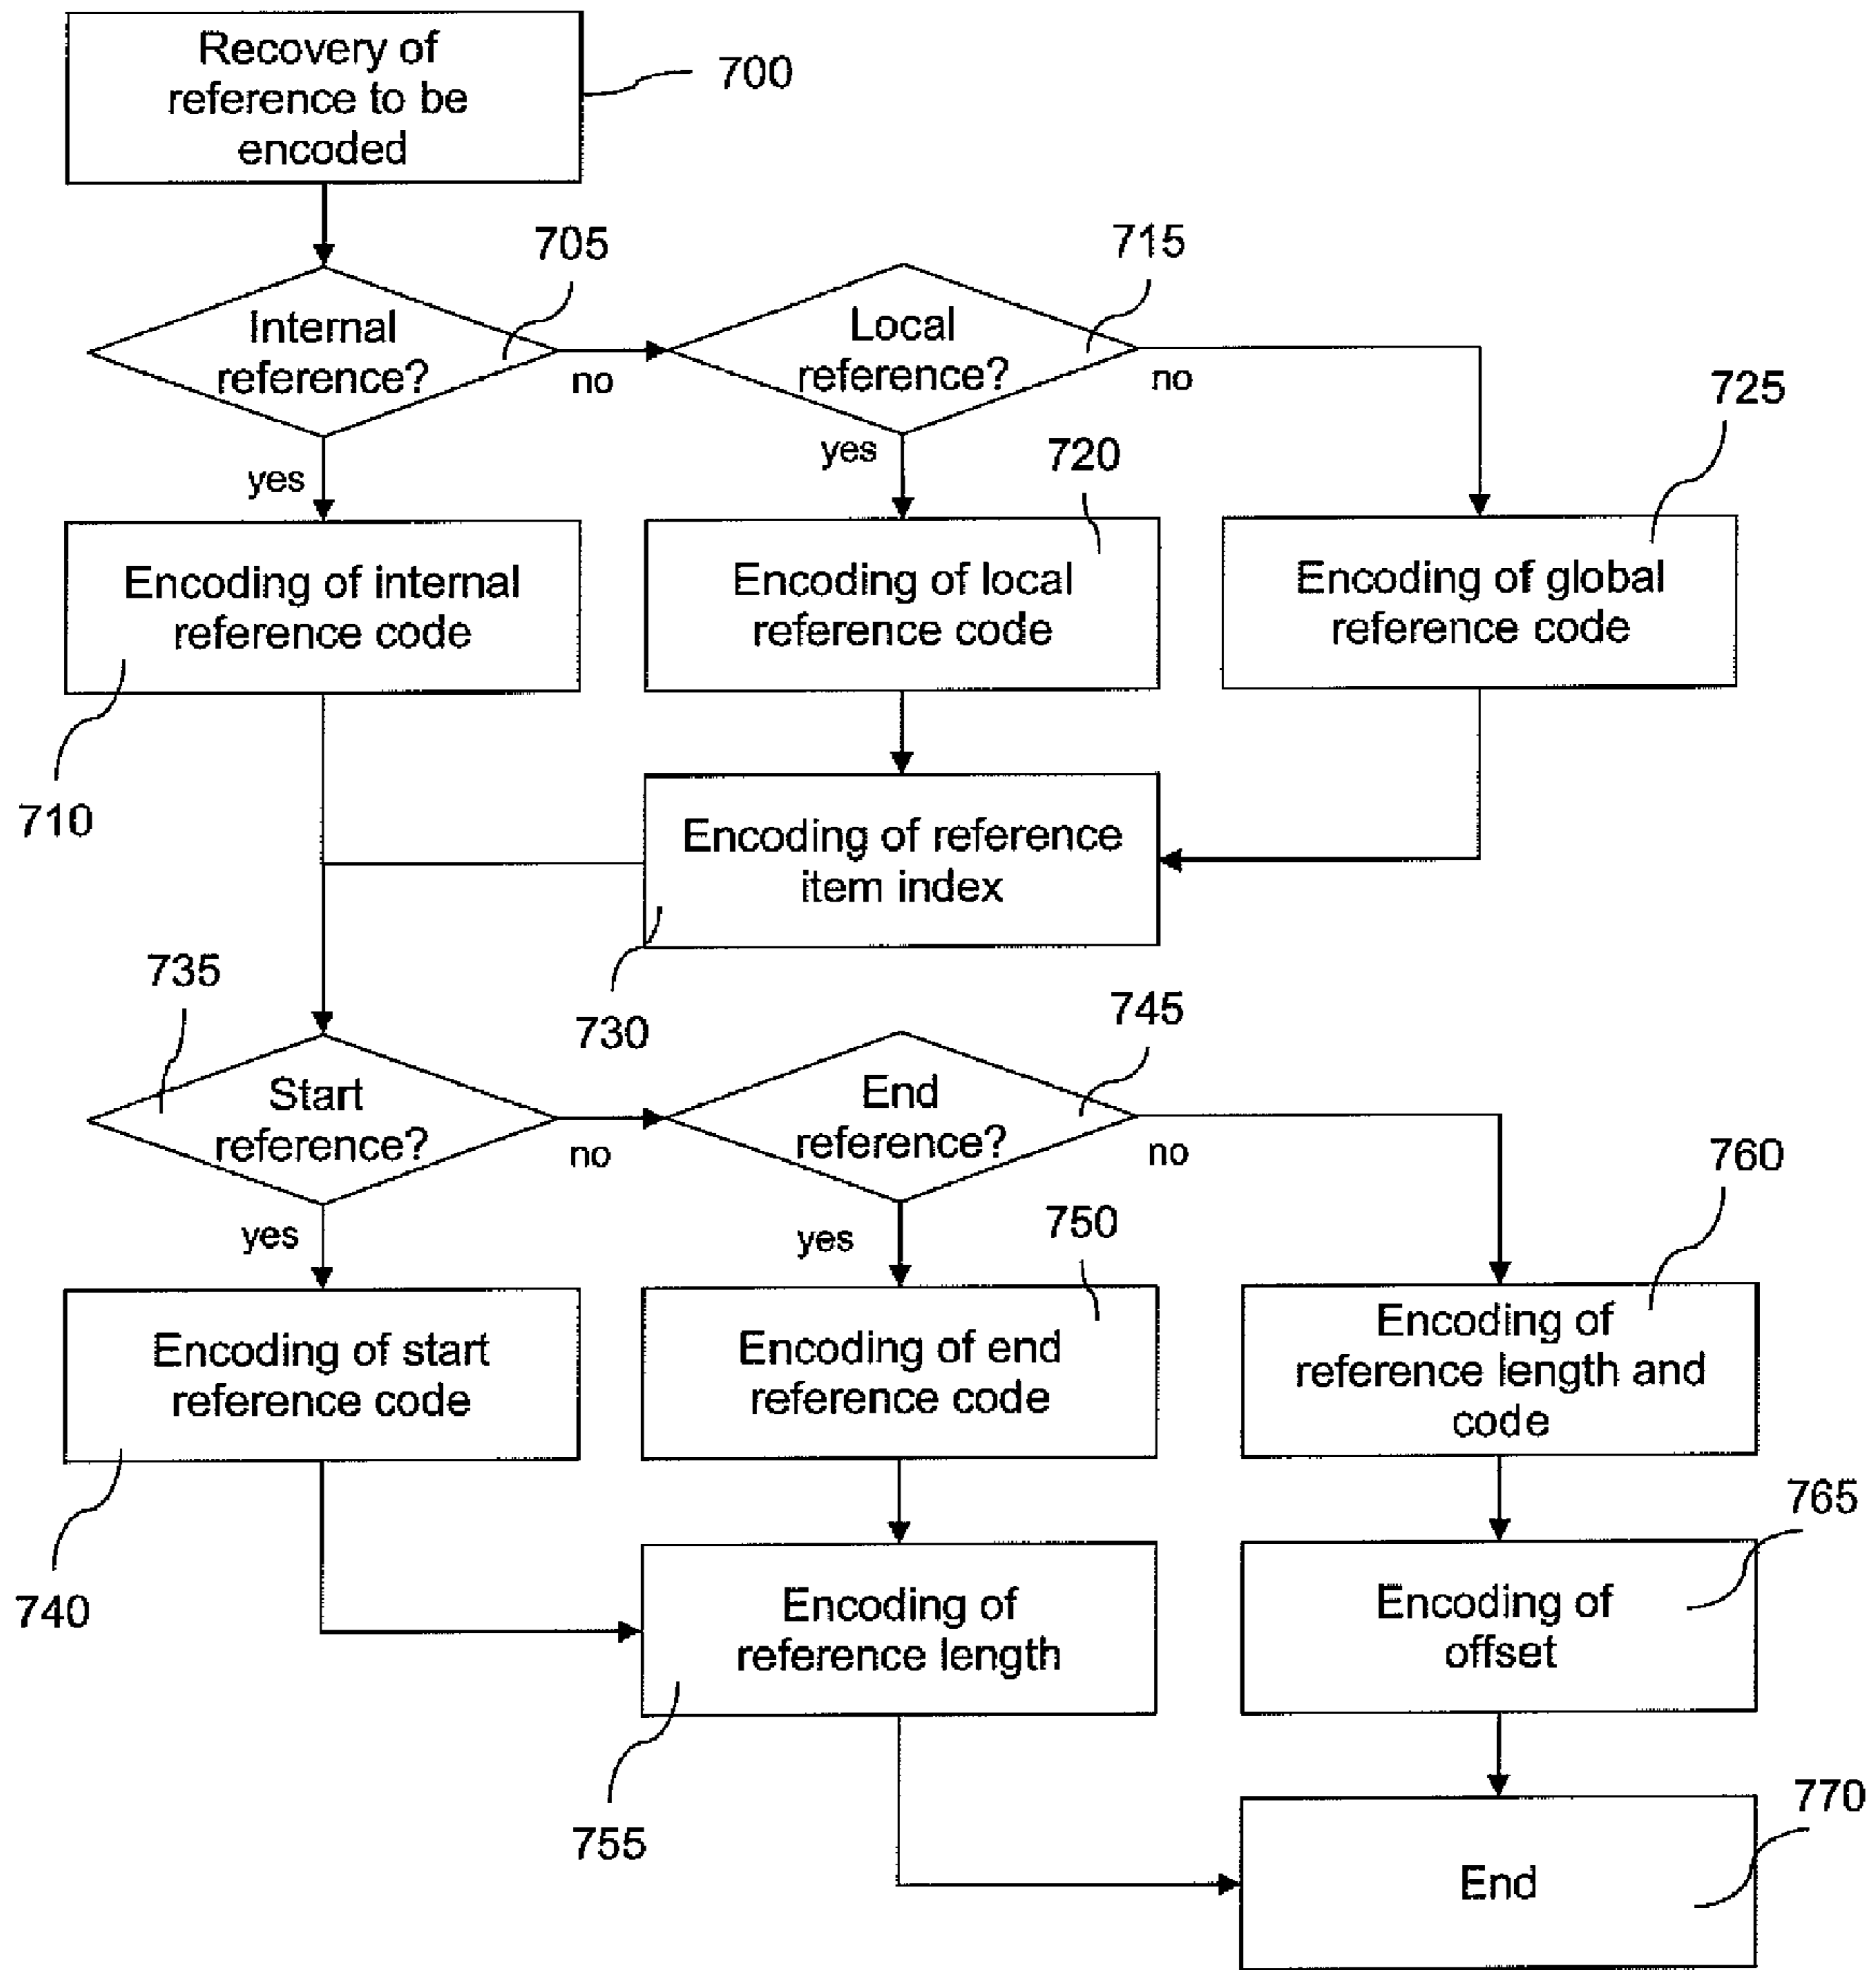 Recovery of
reference to be
encoded
700
705
715
Internal
reference?
no
Local
reference?
no
725
yes
yes
720
Encoding of internal
reference code
Encoding of local
reference code
Encoding of global
reference code
710
Encoding of reference
item index
735
730
745
Start
reference?
no
End
reference?
no
760
yes
yes
750
Encoding of start
reference code
Encoding of end
reference code
Encoding of
reference length and
code
765
740
Encoding of
reference length
Encoding of
offset
755
770
End